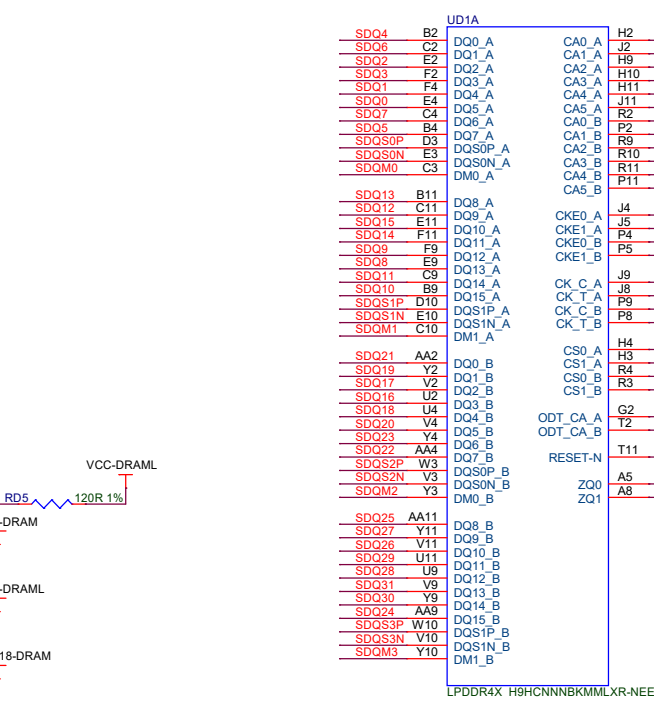 UD1A
SDQ4 B2 DQ0_A CA0_A H2
SDQ6 C2 DQ1_A CA1_A J2
SDQ2 E2 DQ2_A CA2_A H9
SDQ3 F2 DQ3_A CA3_A H10
SDQ1 F4 DQ4_A CA4_A H11
SDQ0 E4 DQ5_A CA5_A J11
SDQ7 C4 DQ6_A CA0_B R2
SDQ5 B4 DQ7_A CA1_B P2
SDQS0P D3 DQS0P_A CA2_B R9
SDQS0N E3 DQS0N_A CA3_B R10
SDQM0 C3 DM0_A CA4_B R11
CA5_B P11
SDQ13 B11 DQ8_A
SDQ12 C11 DQ9_A CKE0_A J4
SDQ15 E11 DQ10_A CKE1_A J5
SDQ14 F11 DQ11_A CKE0_B P4
SDQ9 F9 DQ12_A CKE1_B P5
SDQ8 E9 DQ13_A
SDQ11 C9 DQ14_A CK_C_A J9
SDQ10 B9 DQ15_A CK_T_A J8
SDQS1P D10 DQS1P_A CK_C_B P9
SDQS1N E10 DQS1N_A CK_T_B P8
SDQM1 C10 DM1_A
CS0_A H4
SDQ21 AA2 DQ0_B CS1_A H3
SDQ19 Y2 DQ1_B CS0_B R4
SDQ17 V2 DQ2_B CS1_B R3
SDQ16 U2 DQ3_B
SDQ18 U4 DQ4_B ODT_CA_A G2
SDQ20 V4 DQ5_B ODT_CA_B T2
SDQ23 Y4 DQ6_B
SDQ22 AA4 DQ7_B RESET-N T11
SDQS2P W3 DQS0P_B
SDQS2N V3 DQS0N_B ZQ0 A5
SDQM2 Y3 DM0_B ZQ1 A8
VCC-DRAML
RD5 120R 1%
-DRAM
-DRAML
18-DRAM
SDQ25 AA11 DQ8_B
SDQ27 Y11 DQ9_B
SDQ26 V11 DQ10_B
SDQ29 U11 DQ11_B
SDQ28 U9 DQ12_B
SDQ31 V9 DQ13_B
SDQ30 Y9 DQ14_B
SDQ24 AA9 DQ15_B
SDQS3P W10 DQS1P_B
SDQS3N V10 DQS1N_B
SDQM3 Y10 DM1_B
LPDDR4X H9HCNNNBKMMLXR-NEE